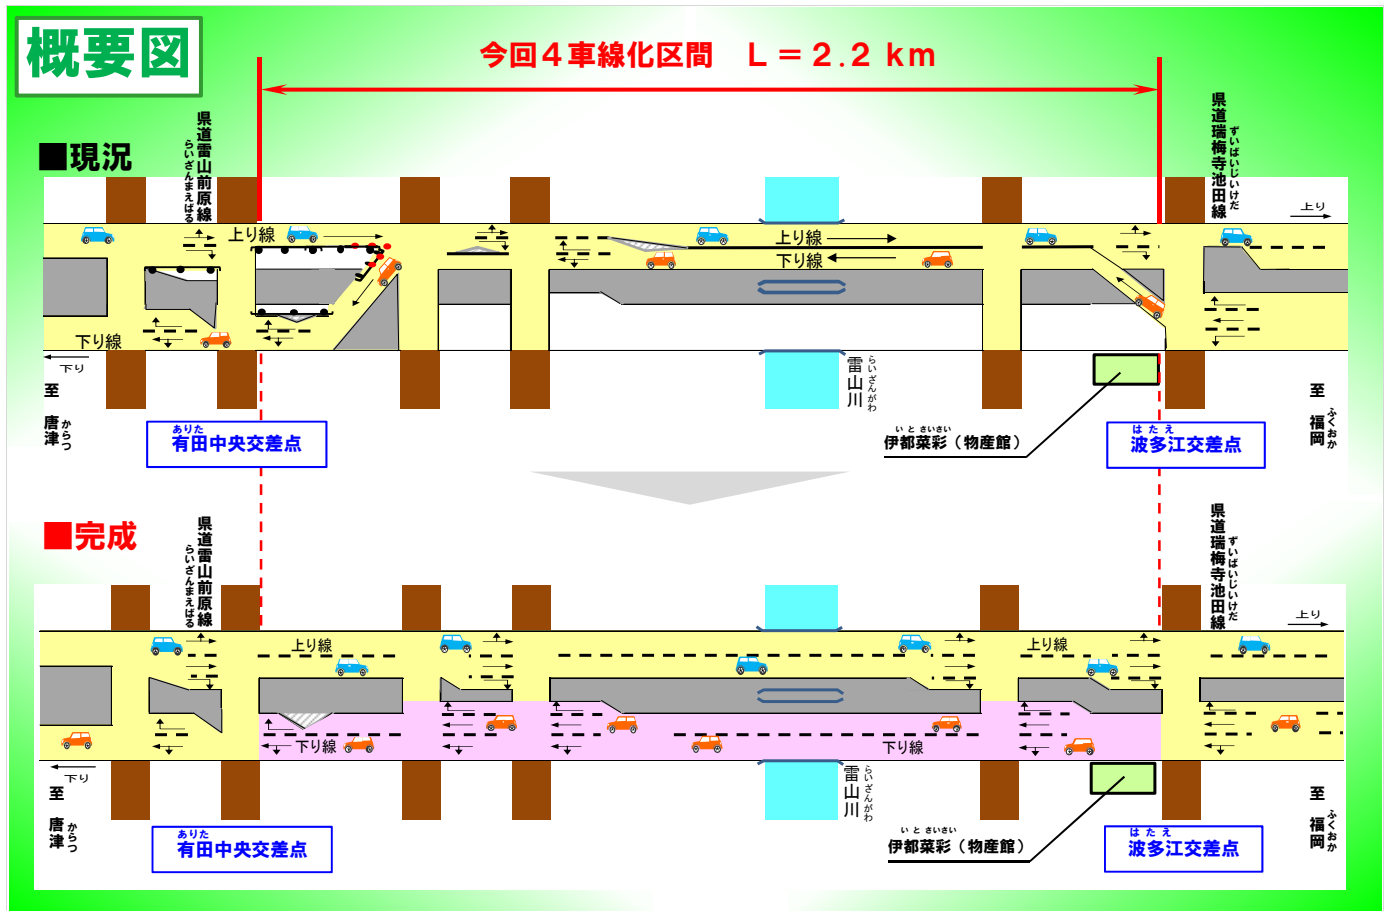 概要図
今回4車線化区間　L=2.2 km
■現況
県道雷山前原線
らいざんまえばる
県道瑞梅寺池田線
ずいばいじいけだ
上り
上り線
上り線
下り線
下り線
下り
至　唐津
からつ
雷山川
らいざんがわ
いとさいさい
伊都菜彩（物産館）
至　福岡
ふくおか
ありた
有田中央交差点
はたえ
波多江交差点
■完成
県道雷山前原線
らいざんまえばる
県道瑞梅寺池田線
ずいばいじいけだ
上り
上り線
上り線
下り線
下り線
下り
至　唐津
からつ
雷山川
らいざんがわ
いとさいさい
伊都菜彩（物産館）
至　福岡
ふくおか
ありた
有田中央交差点
はたえ
波多江交差点